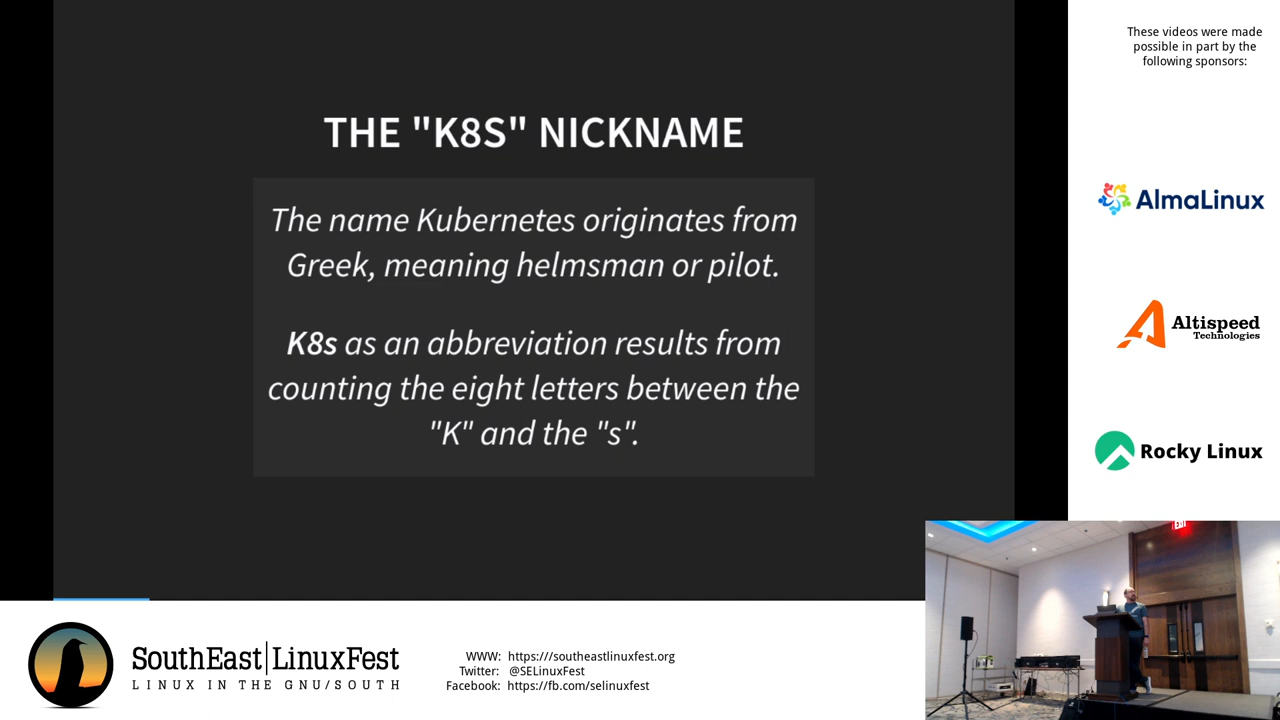 THE "K8S" NICKNAME
The name Kubernetes originates from
Greek, meaning helmsman or pilot.
K8s as an abbreviation results from
counting the eight letters between the
"K" and the "s".
These videos were made
possible in part by the
following sponsors:
AlmaLinux
Altispeed
Technologies
Rocky Linux
EXIT
SouthEast|LinuxFest
LINUX IN THE GNU/SOUTH
WWW: https:///southeastlinuxfest.org
Twitter: @SELinuxFest
Facebook: https://fb.com/selinuxfest